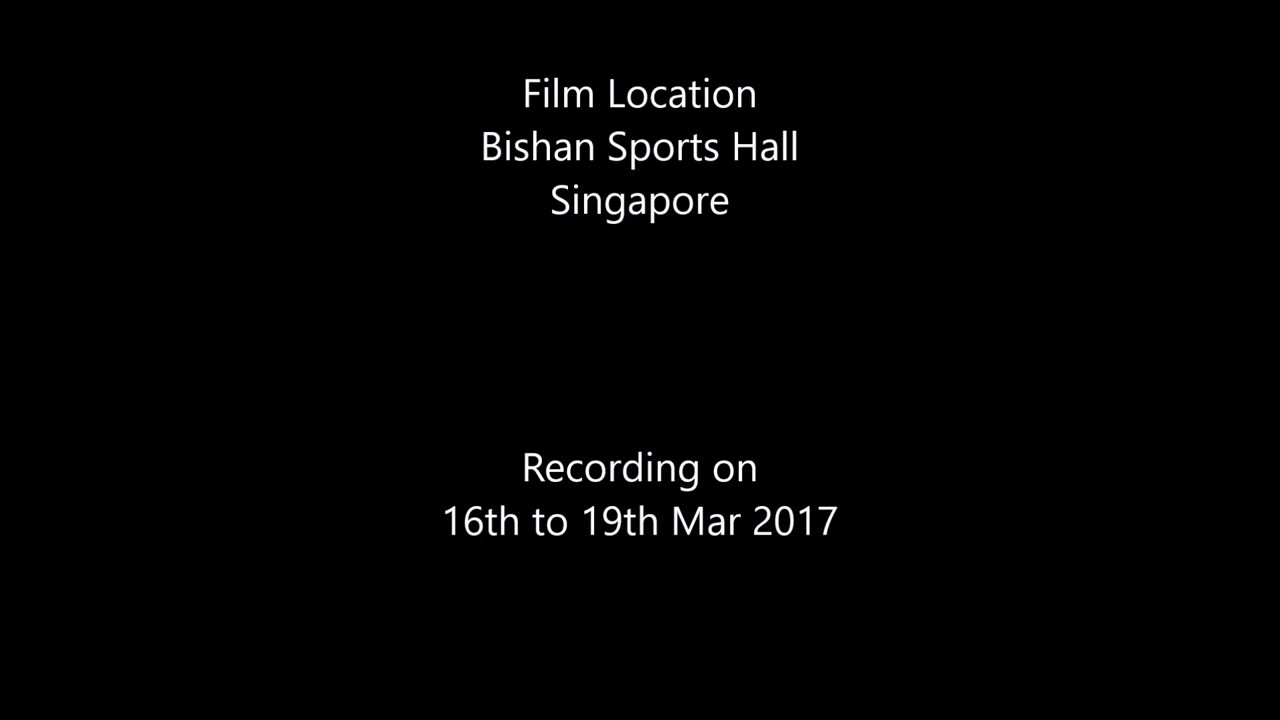 Film Location
Bishan Sports Hall
Singapore
Recording on
16th to 19th Mar 2017